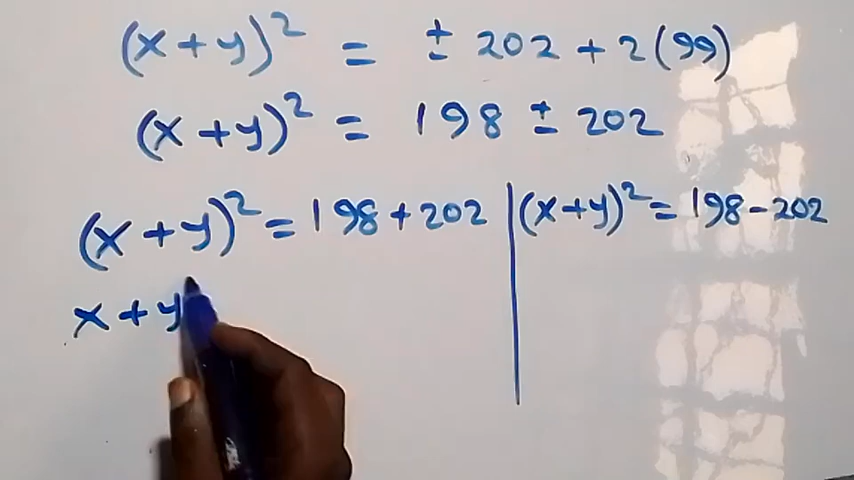 (x+y)² = ± 202 + 2(99)
(x+y)² = 198 ± 202
(x+y)² = 198 + 202 | (x+y)² = 198 - 202
x + y